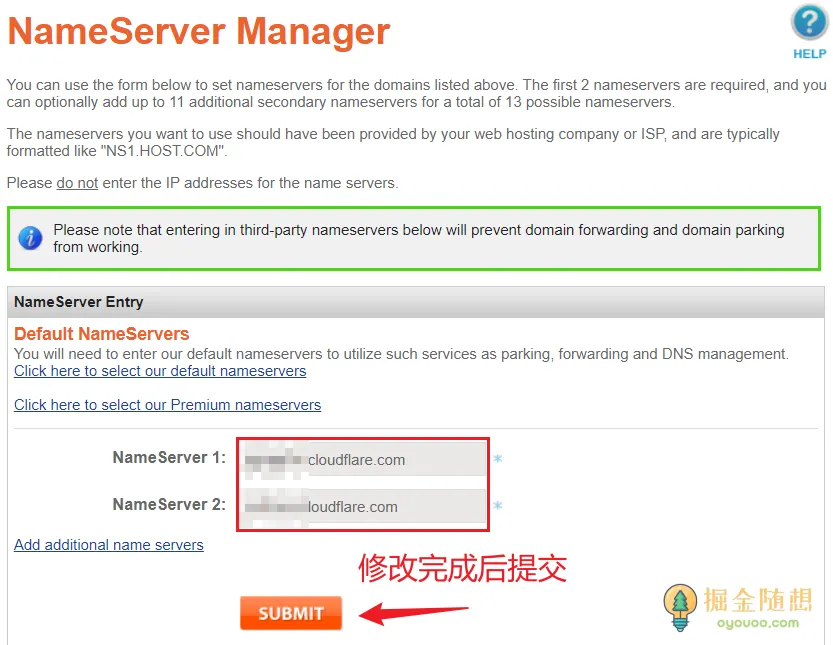 NameServer Manager
HELP
You can use the form below to set nameservers for the domains listed above. The first 2 nameservers are required, and you
can optionally add up to 11 additional secondary nameservers for a total of 13 possible nameservers.
The nameservers you want to use should have been provided by your web hosting company or ISP, and are typically
formatted like "NS1.HOST.COM".
Please do not enter the IP addresses for the name servers.
Please note that entering in third-party nameservers below will prevent domain forwarding and domain parking
from working.
NameServer Entry
Default NameServers
You will need to enter our default nameservers to utilize such services as parking, forwarding and DNS management.
Click here to select our default nameservers
Click here to select our Premium nameservers
NameServer 1: cloudflare.com *
NameServer 2: loudflare.com *
Add additional name servers
修改完成后提交
SUBMIT
掘金随想
oyouoo.com